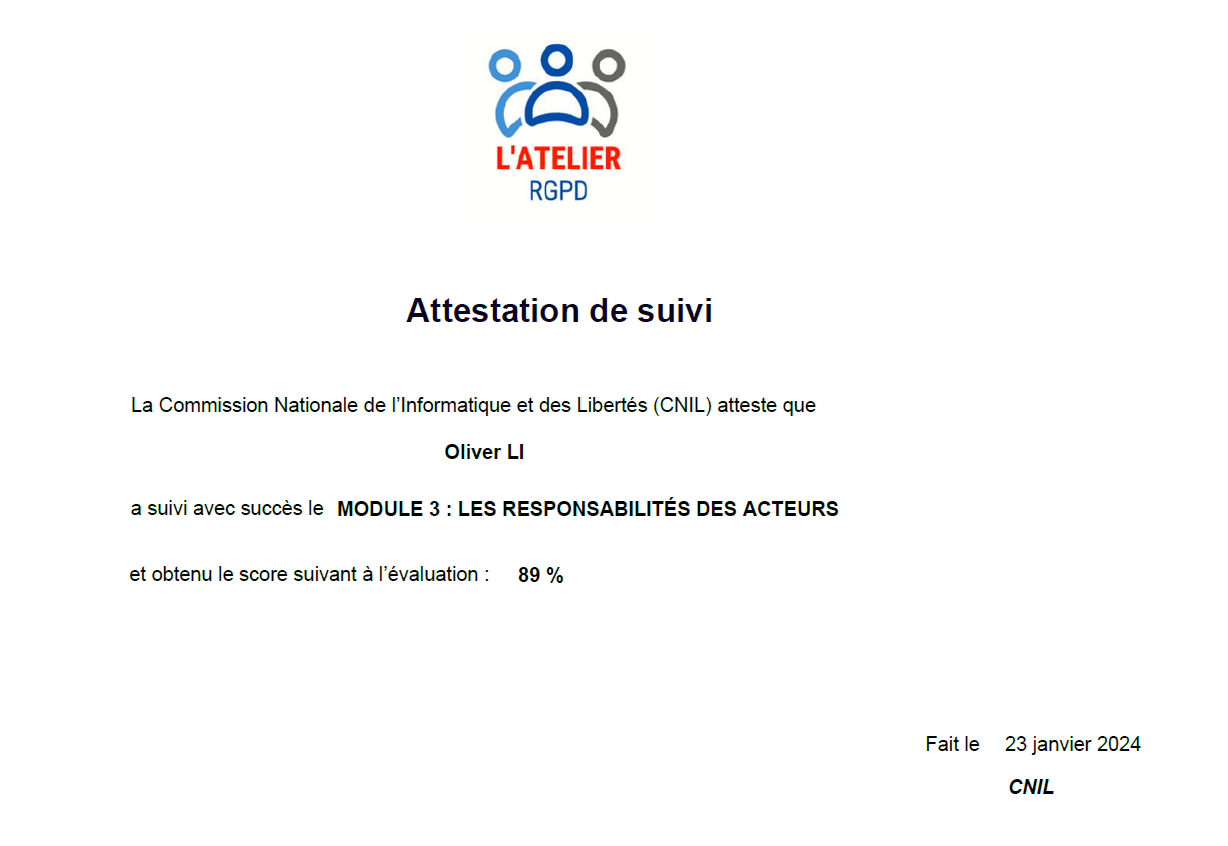 L'ATELIER
RGPD
Attestation de suivi
La Commission Nationale de l’Informatique et des Libertés (CNIL) atteste que
Oliver LI
a suivi avec succès le MODULE 3 : LES RESPONSABILITÉS DES ACTEURS
et obtenu le score suivant à l’évaluation : 89 %
Fait le 23 janvier 2024
CNIL